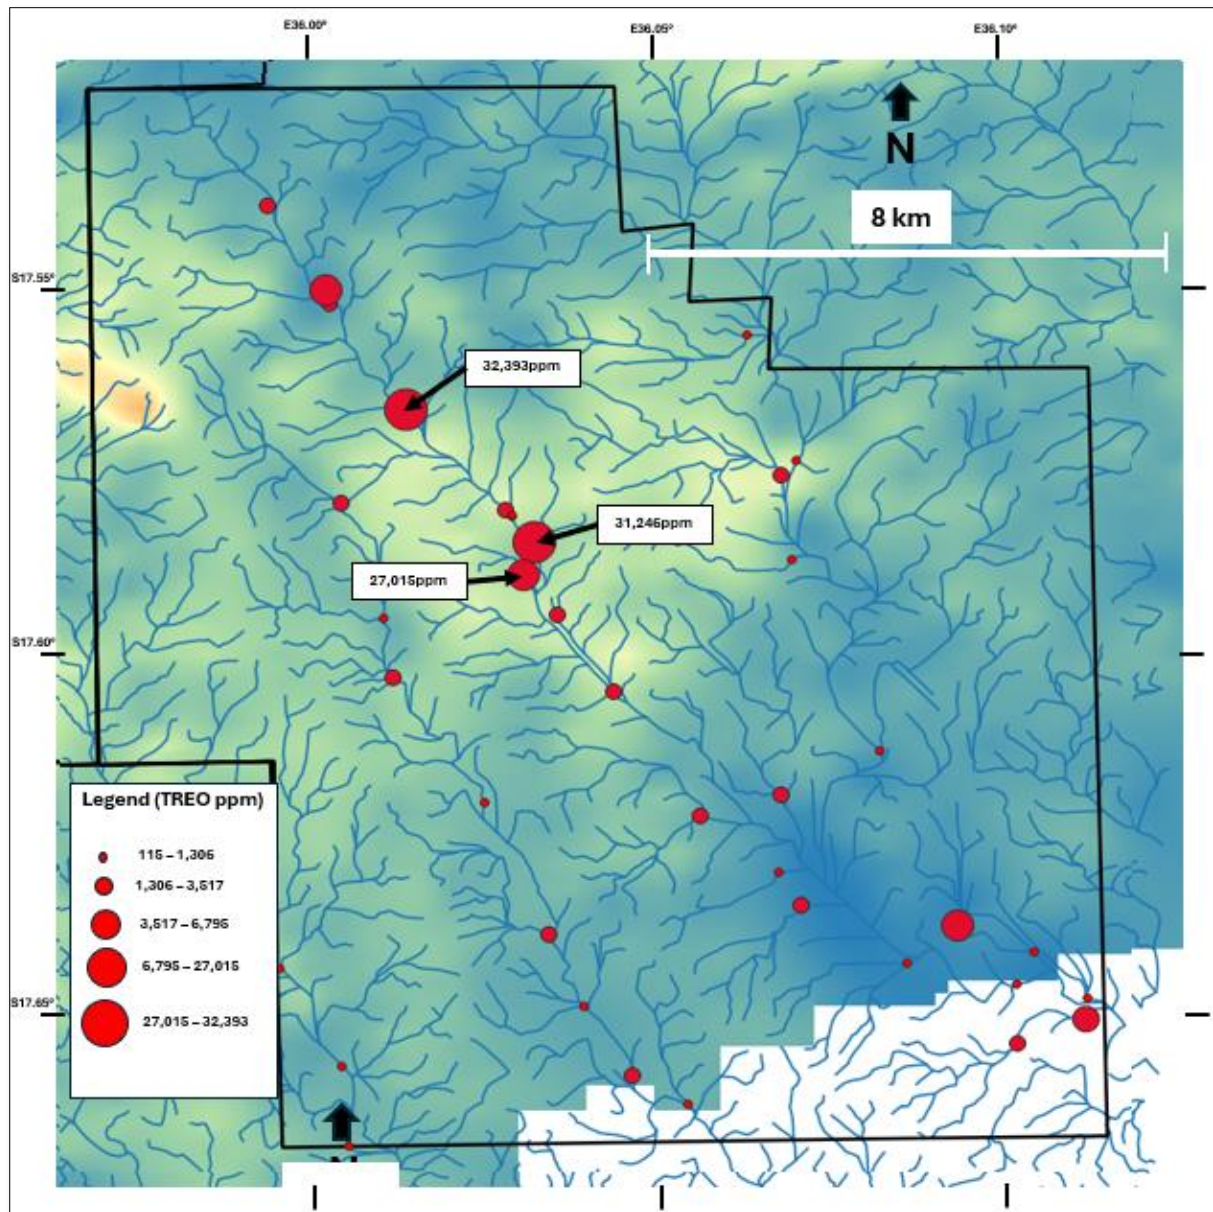 E36.00°
E36.05°
E36.10°
N
8 km
S17.55°
32,393ppm
31,246ppm
27,015ppm
S17.60°
Legend (TREO ppm)
115 – 1,306
1,306 – 3,517
3,517 – 6,795
6,795 – 27,015
27,015 – 32,393
S17.65°